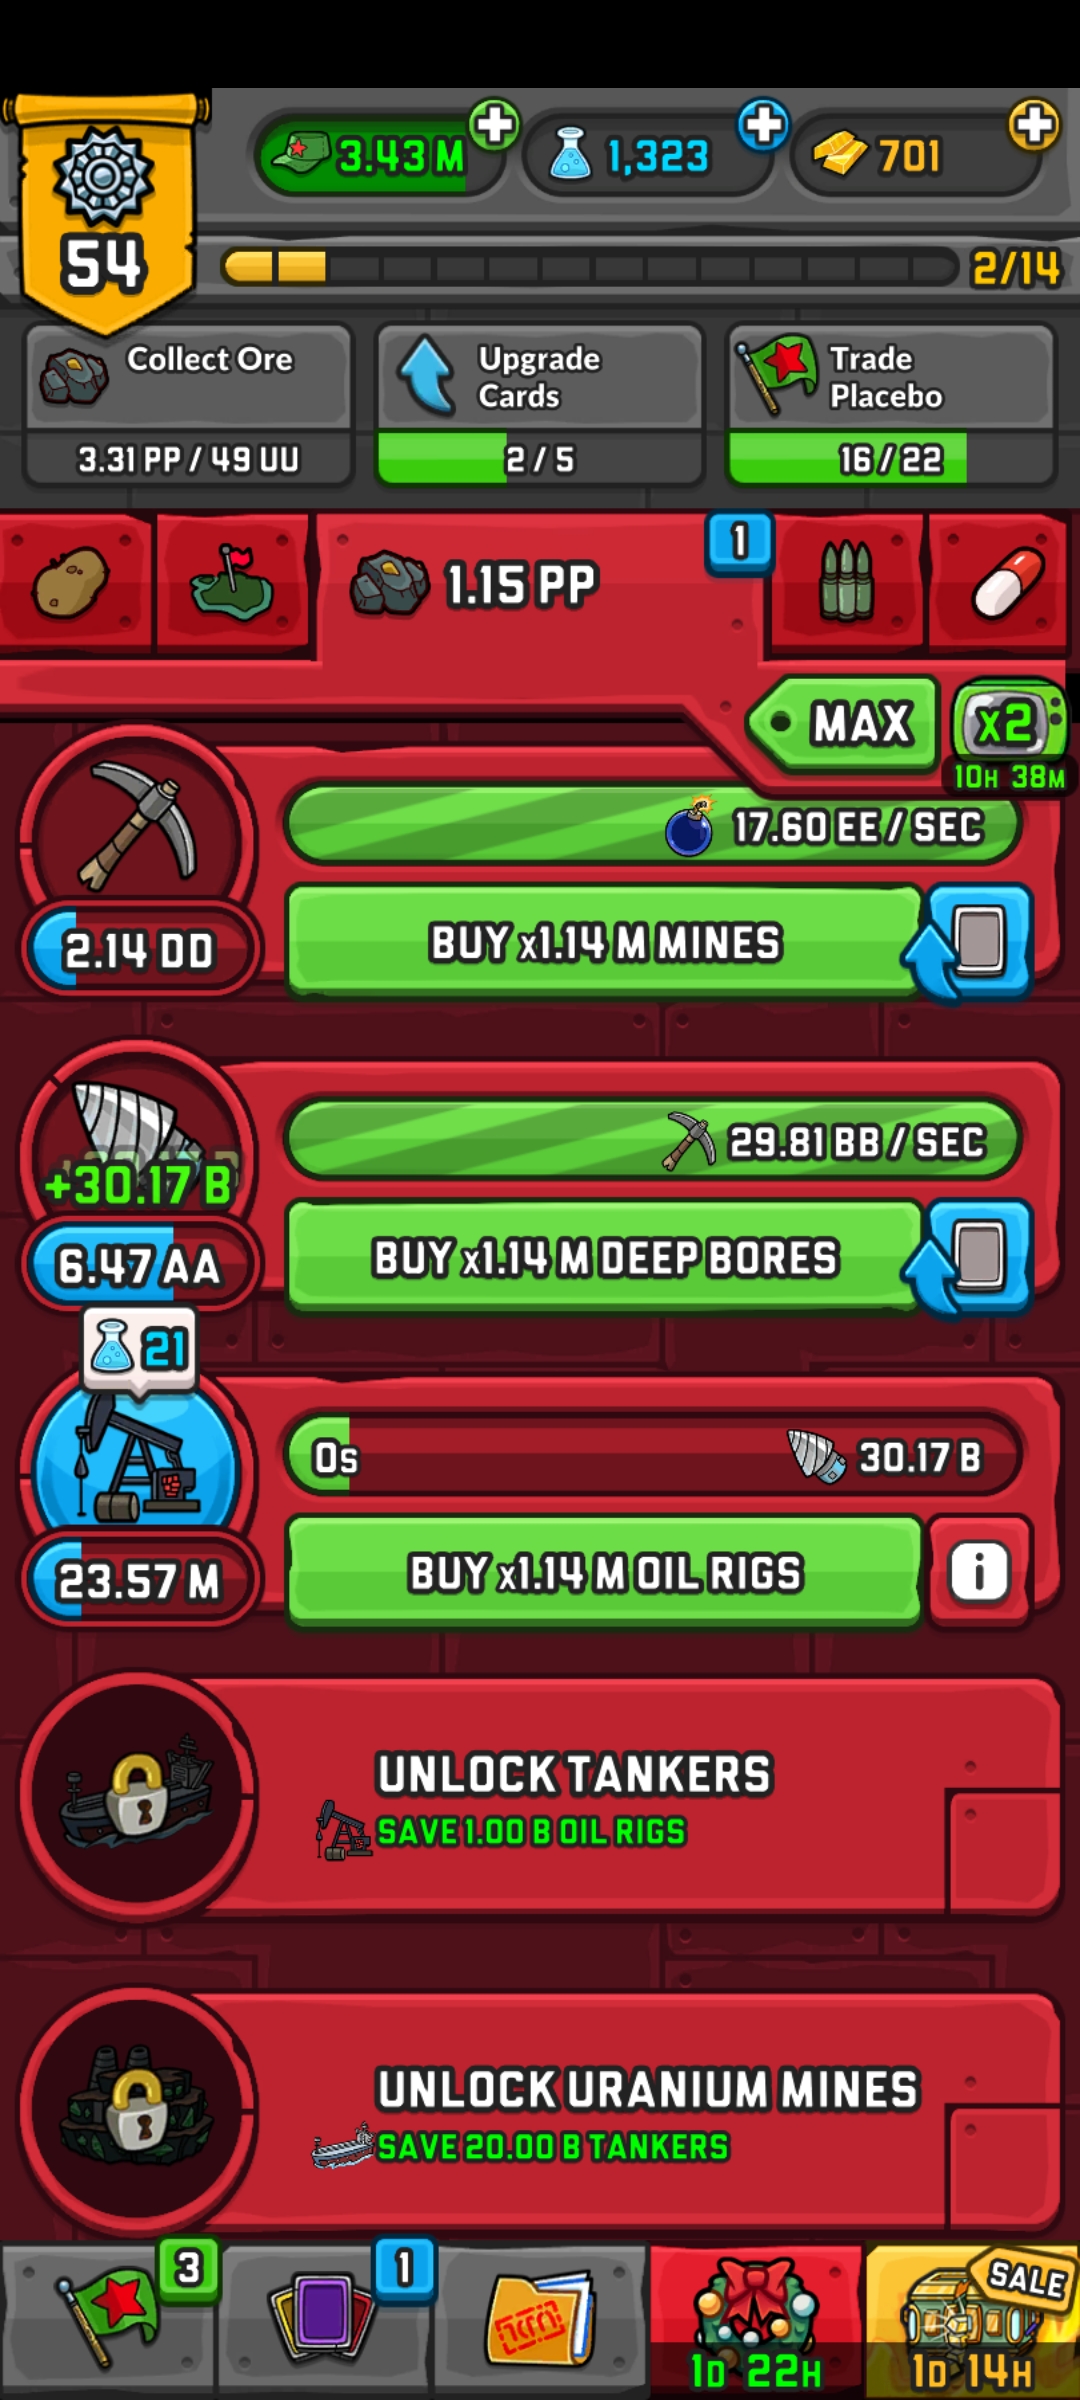 54
3.43 M
1,323
701
2/14
Collect Ore
3.31 PP / 49 UU
Upgrade
Cards
2 / 5
Trade
Placebo
16 / 22
1.15 PP
1
MAX
x2
10H 38M
17.60 EE / SEC
2.14 DD
BUY x1.14 M MINES
29.81 BB / SEC
+30.17 B
6.47 AA
BUY x1.14 M DEEP BORES
21
0s
30.17 B
23.57 M
BUY x1.14 M OIL RIGS
i
UNLOCK TANKERS
SAVE 1.00 B OIL RIGS
UNLOCK URANIUM MINES
SAVE 20.00 B TANKERS
3
1
SALE
1D 22H
1D 14H